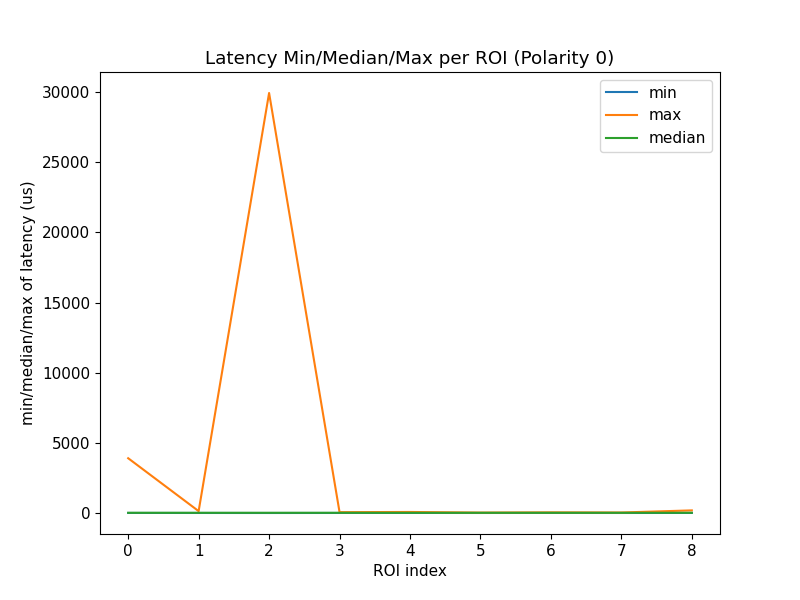 Latency Min/Median/Max per ROI (Polarity 0)
min
max
median
30000
25000
20000
15000
10000
5000
0
min/median/max of latency (us)
0 1 2 3 4 5 6 7 8
ROI index